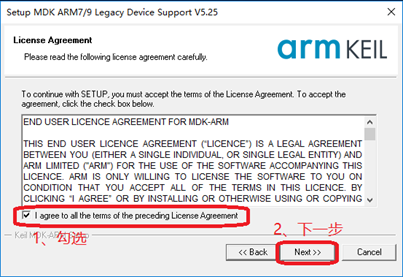 Setup MDK ARM7/9 Legacy Device Support V5.25
License Agreement
Please read the following license agreement carefully.
arm KEIL
To continue with SETUP, you must accept the terms of the License Agreement. To accept the
agreement, click the check box below.
END USER LICENCE AGREEMENT FOR MDK-ARM
THIS END USER LICENCE AGREEMENT ("LICENCE") IS A LEGAL AGREEMENT
BETWEEN YOU (EITHER A SINGLE INDIVIDUAL, OR SINGLE LEGAL ENTITY) AND
ARM LIMITED ("ARM") FOR THE USE OF THE SOFTWARE ACCOMPANYING THIS
LICENCE. ARM IS ONLY WILLING TO LICENSE THE SOFTWARE TO YOU ON
CONDITION THAT YOU ACCEPT ALL OF THE TERMS IN THIS LICENCE. BY
CLICKING "I AGREE" OR BY INSTALLING OR OTHERWISE USING OR COPYING
I agree to all the terms of the preceding License Agreement
1、勾选
2、下一步
Keil MDK-ARM
<< Back
Next >>
Cancel